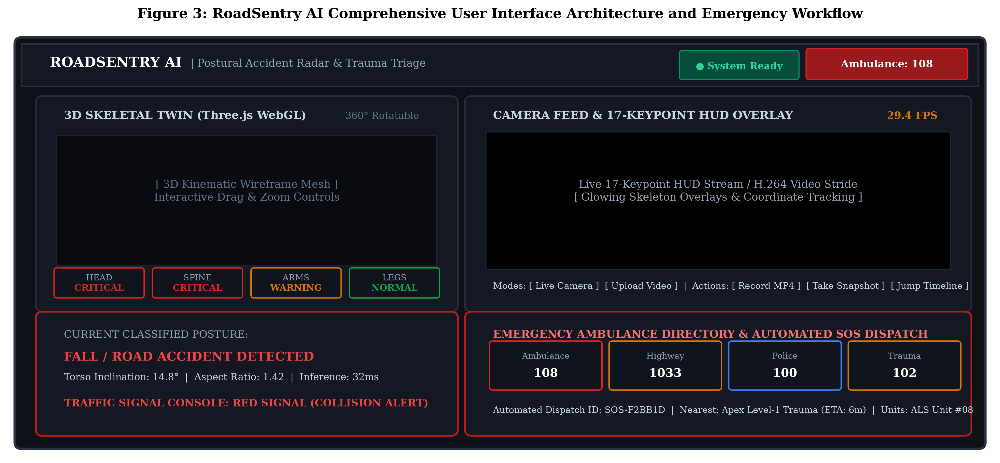 Figure 3: RoadSentry AI Comprehensive User Interface Architecture and Emergency Workflow
ROADSENTRY AI | Postural Accident Radar & Trauma Triage
● System Ready
Ambulance: 108
3D SKELETAL TWIN (Three.js WebGL)
360° Rotatable
[ 3D Kinematic Wireframe Mesh ]
Interactive Drag & Zoom Controls
HEAD
CRITICAL
SPINE
CRITICAL
ARMS
WARNING
LEGS
NORMAL
CAMERA FEED & 17-KEYPOINT HUD OVERLAY
29.4 FPS
Live 17-Keypoint HUD Stream / H.264 Video Stride
[ Glowing Skeleton Overlays & Coordinate Tracking ]
Modes: [ Live Camera ] [ Upload Video ] | Actions: [ Record MP4 ] [ Take Snapshot ] [ Jump Timeline ]
CURRENT CLASSIFIED POSTURE:
FALL / ROAD ACCIDENT DETECTED
Torso Inclination: 14.8° | Aspect Ratio: 1.42 | Inference: 32ms
TRAFFIC SIGNAL CONSOLE: RED SIGNAL (COLLISION ALERT)
EMERGENCY AMBULANCE DIRECTORY & AUTOMATED SOS DISPATCH
Ambulance
108
Highway
1033
Police
100
Trauma
102
Automated Dispatch ID: SOS-F2BB1D | Nearest: Apex Level-1 Trauma (ETA: 6m) | Units: ALS Unit #08